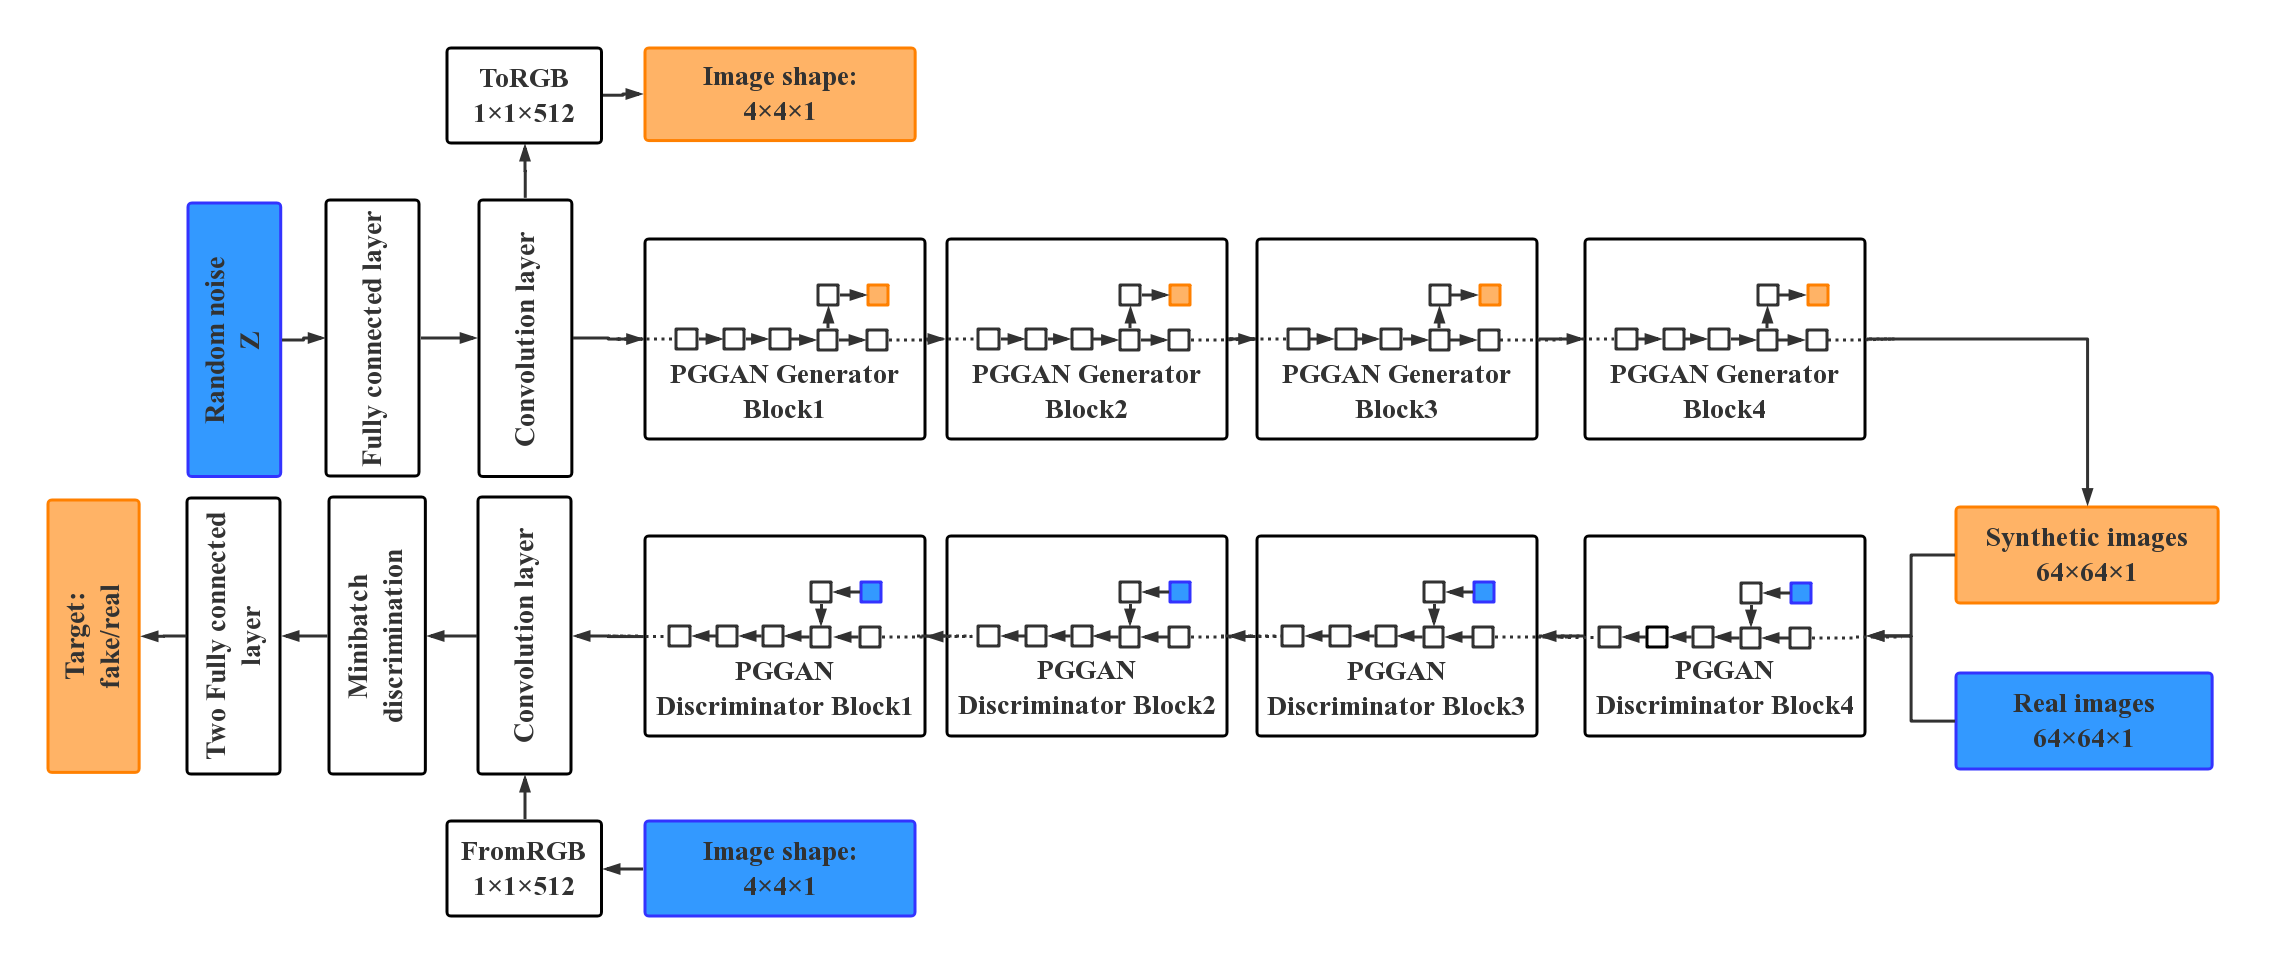 ToRGB
1×1×512
Image shape:
4×4×1
Random noise
Z
Fully connected layer
Convolution layer
PGGAN Generator
Block1
PGGAN Generator
Block2
PGGAN Generator
Block3
PGGAN Generator
Block4
Synthetic images
64×64×1
Real images
64×64×1
Target:
fake/real
Two Fully connected
layer
Minibatch
discrimination
Convolution layer
PGGAN
Discriminator Block1
PGGAN
Discriminator Block2
PGGAN
Discriminator Block3
PGGAN
Discriminator Block4
FromRGB
1×1×512
Image shape:
4×4×1